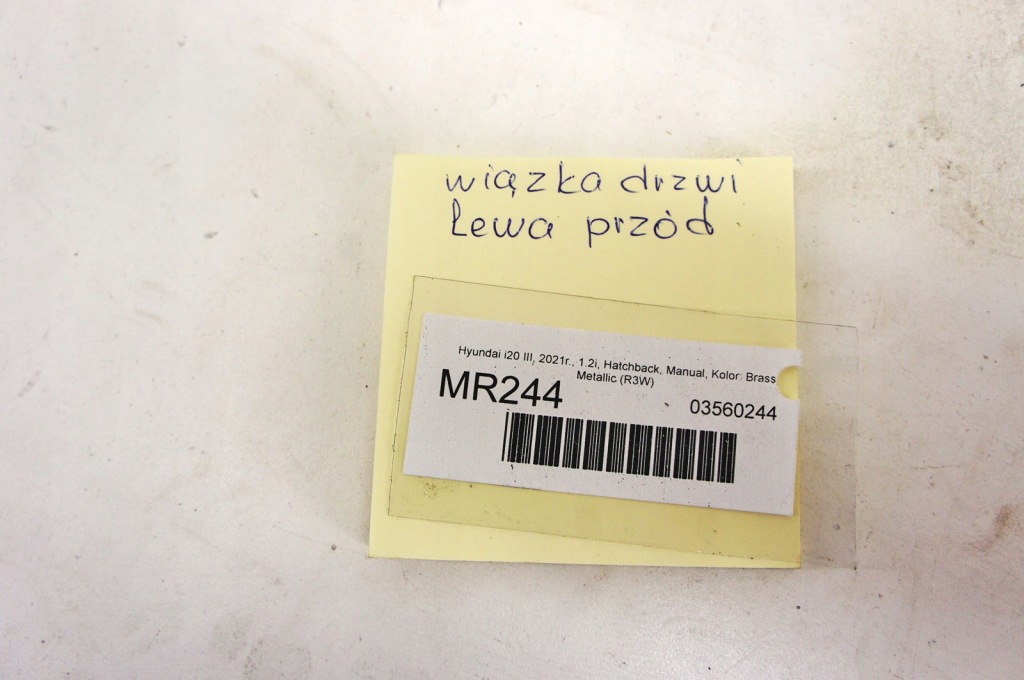 wiązka drzwi
Lewa przód
Hyundai i20 III, 2021r., 1.2i, Hatchback, Manual, Kolor: Brass
Metallic (R3W)
MR244
03560244